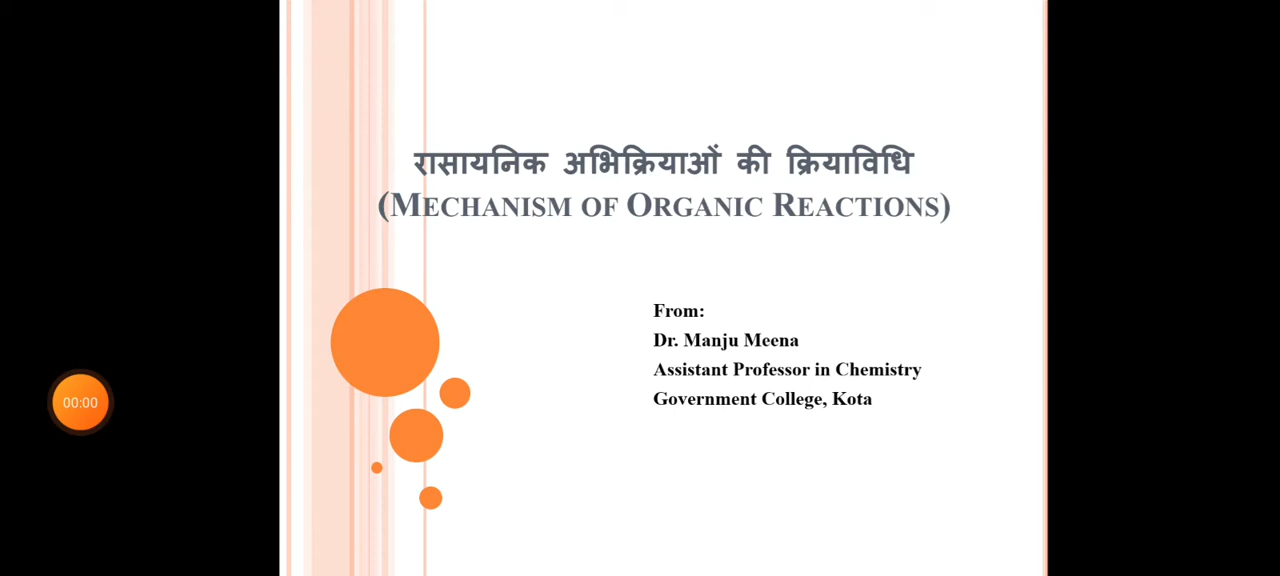 रासायनिक अभिक्रियाओं की क्रियाविधि
(MECHANISM OF ORGANIC REACTIONS)
From:
Dr. Manju Meena
Assistant Professor in Chemistry
Government College, Kota
00:00